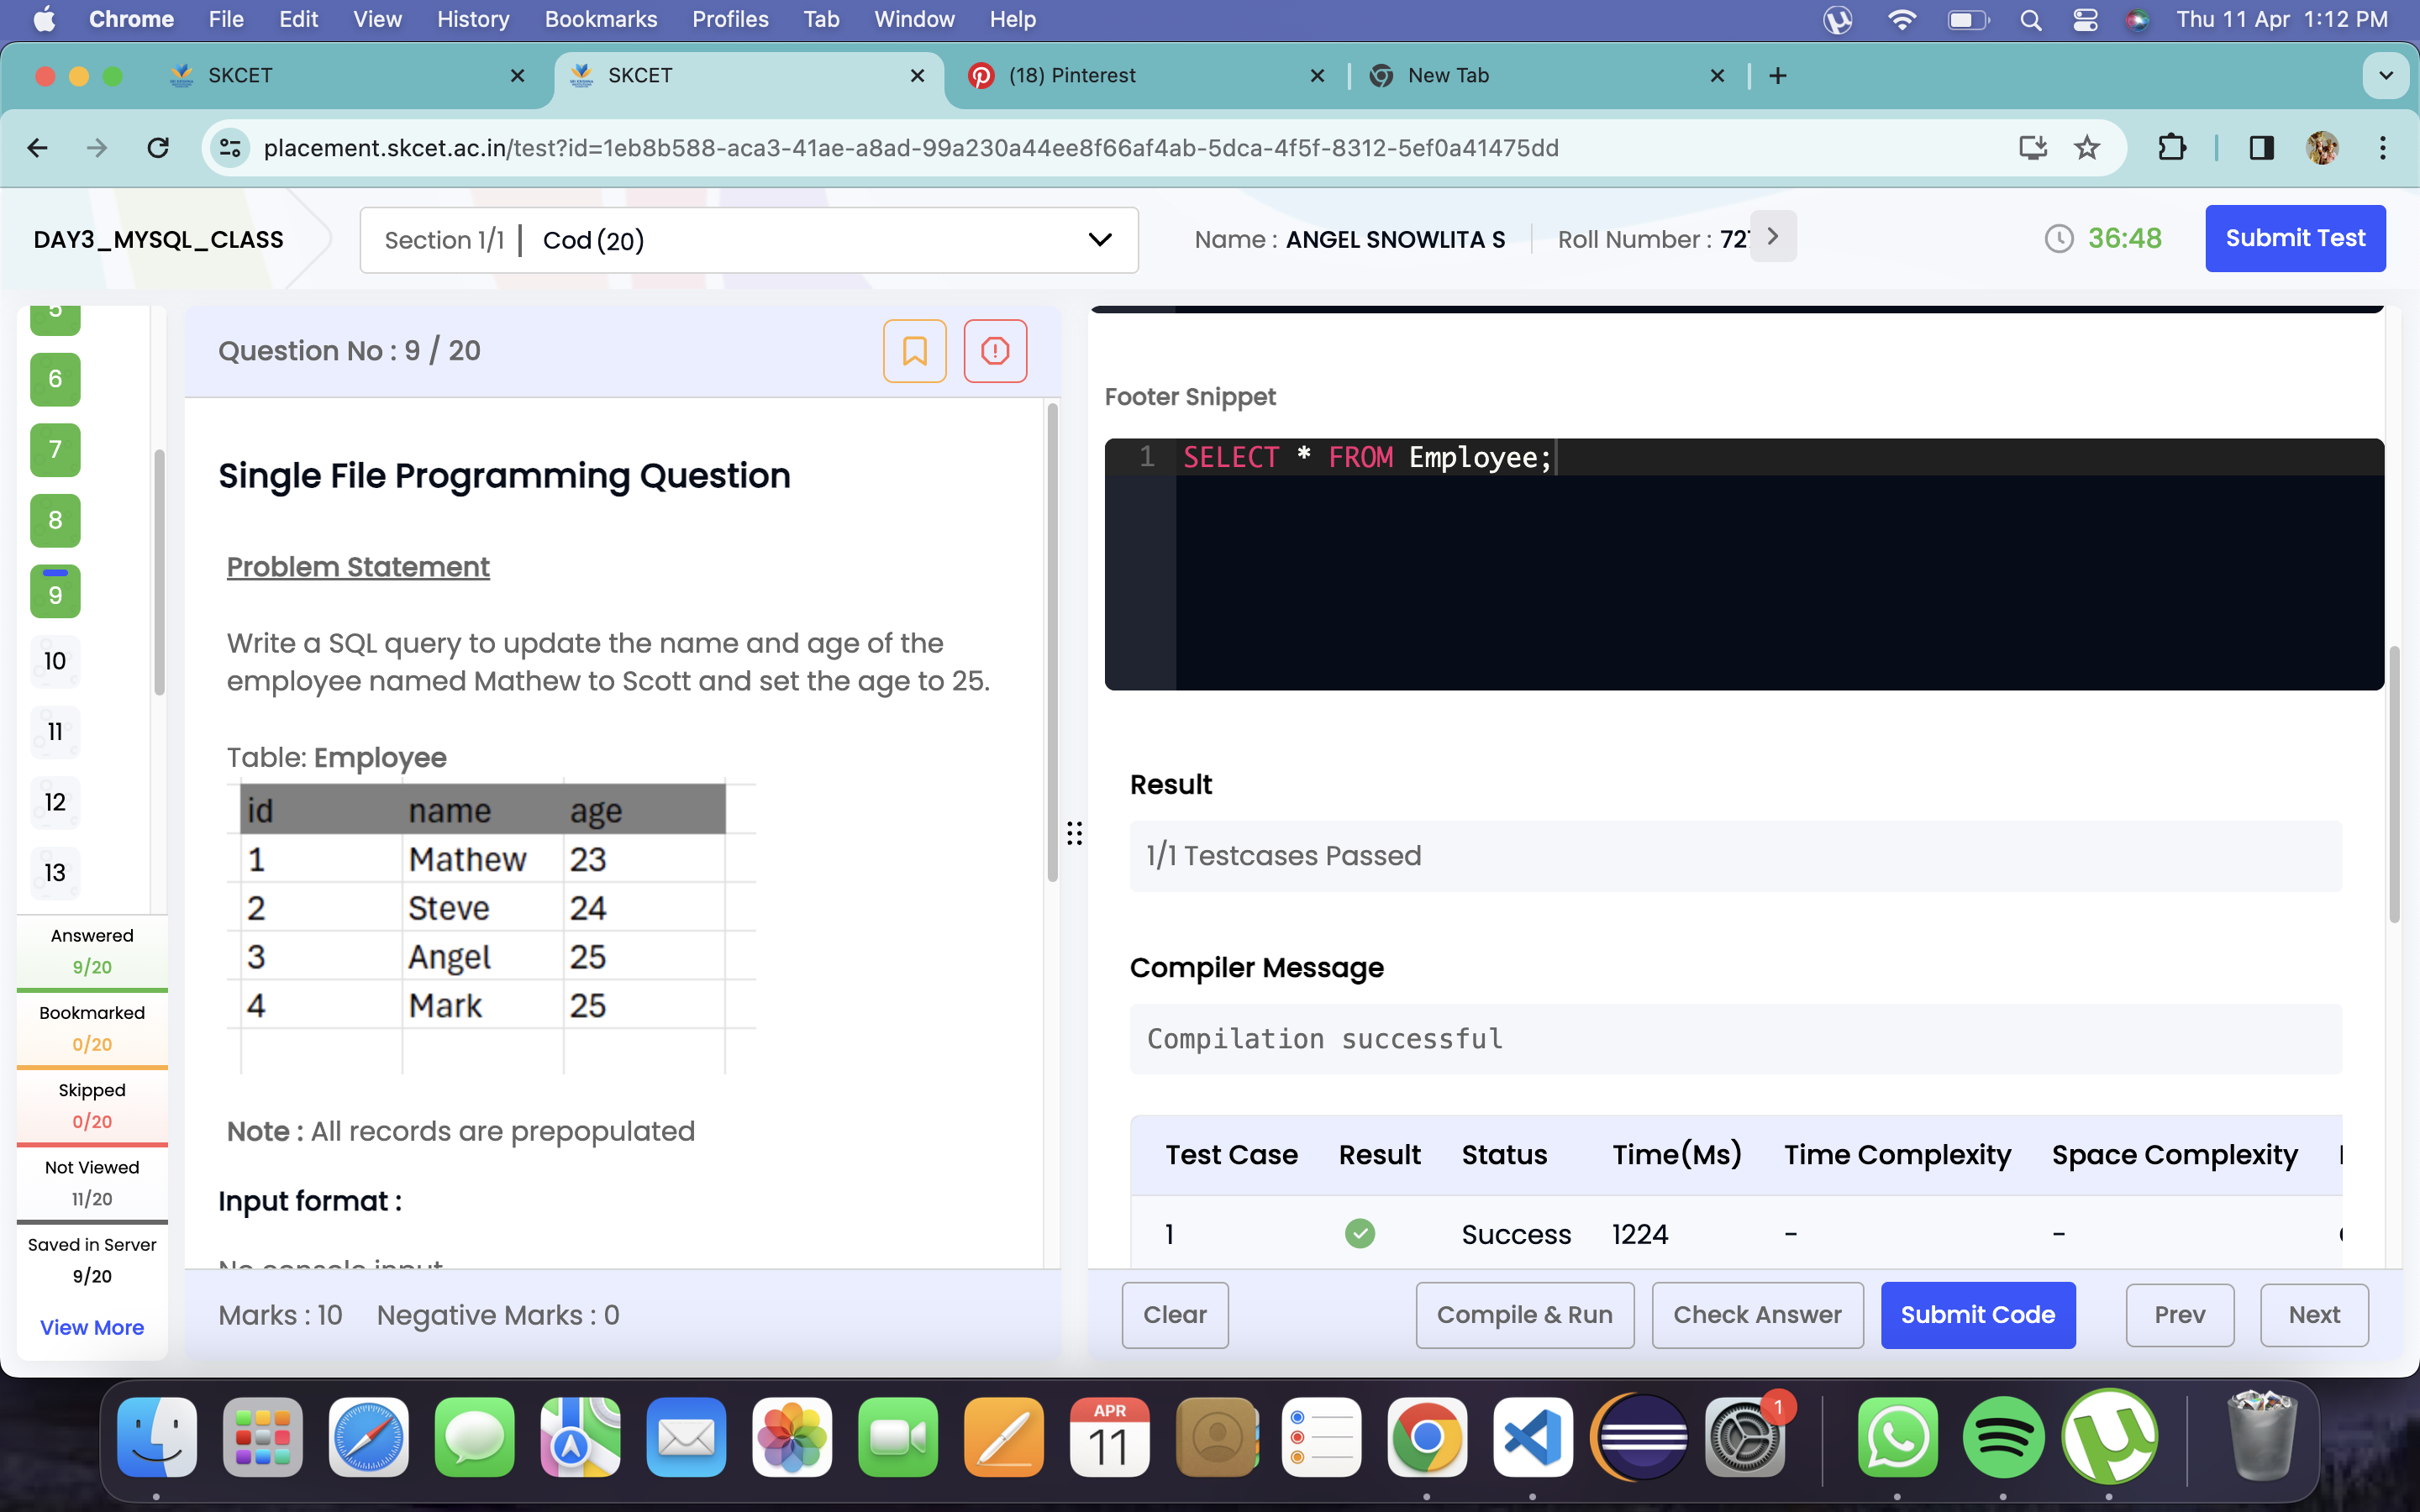 Chrome File Edit View History Bookmarks Profiles Tab Window Help Thu 11 Apr 1:12 PM
SKCET SKCET (18) Pinterest New Tab
placement.skcet.ac.in/test?id=1eb8b588-aca3-41ae-a8ad-99a230a44ee8f66af4ab-5dca-4f5f-8312-5ef0a41475dd
DAY3_MYSQL_CLASS Section 1/1 | Cod (20) Name : ANGEL SNOWLITA S Roll Number : 72 36:48 Submit Test
5
6
7
8
9
10
11
12
13
Answered
9/20
Bookmarked
0/20
Skipped
0/20
Not Viewed
11/20
Saved in Server
9/20
View More
Question No : 9 / 20
Single File Programming Question
Problem Statement
Write a SQL query to update the name and age of the
employee named Mathew to Scott and set the age to 25.
Table: Employee
id name age
1 Mathew 23
2 Steve 24
3 Angel 25
4 Mark 25
Note : All records are prepopulated
Input format :
No console input
Marks : 10 Negative Marks : 0
Footer Snippet
1 SELECT * FROM Employee;
Result
1/1 Testcases Passed
Compiler Message
Compilation successful
Test Case Result Status Time(Ms) Time Complexity Space Complexity
1 Success 1224 - -
Clear Compile & Run Check Answer Submit Code Prev Next
APR
11
1